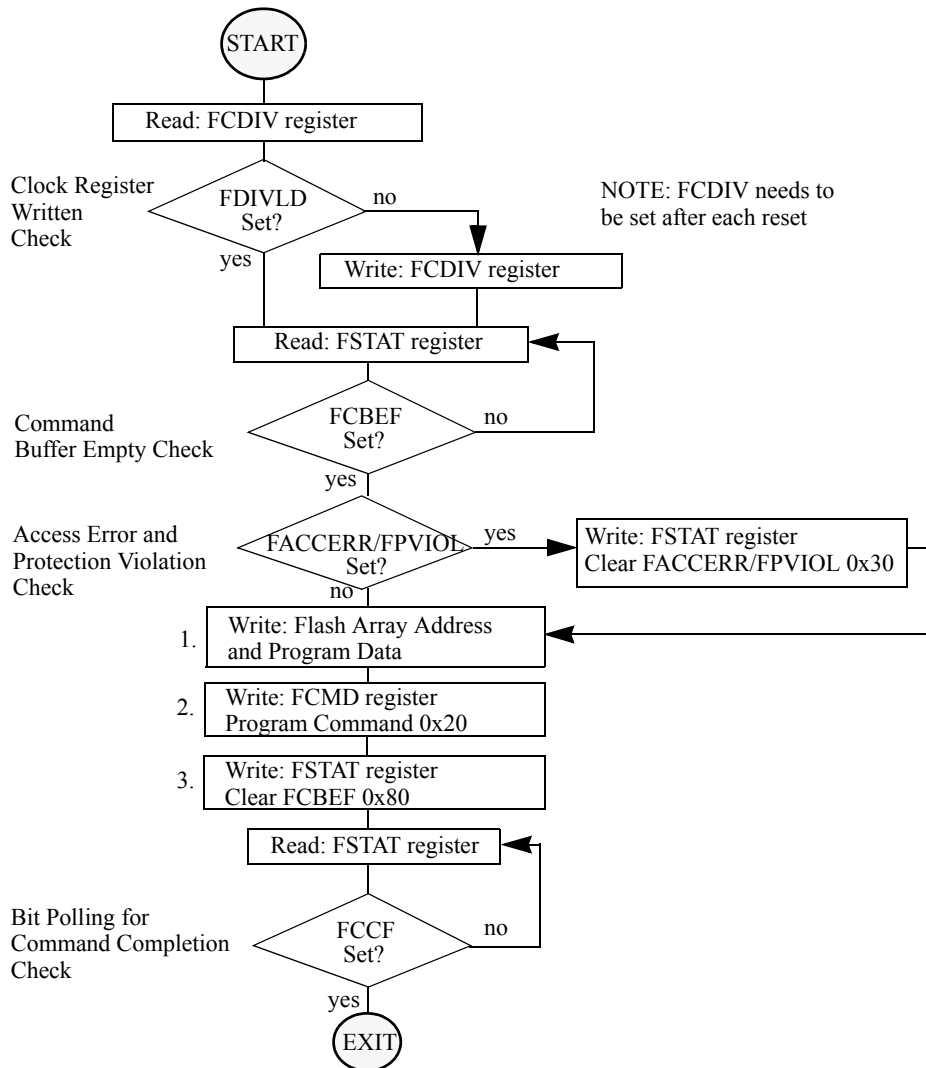 START
Read: FCDIV register
Clock Register
Written
Check
FDIVLD
Set?
no
yes
NOTE: FCDIV needs to
be set after each reset
Write: FCDIV register
Read: FSTAT register
Command
Buffer Empty Check
FCBEF
Set?
no
yes
Access Error and
Protection Violation
Check
FACCERR/FPVIOL
Set?
yes
no
Write: FSTAT register
Clear FACCERR/FPVIOL 0x30
1.
Write: Flash Array Address
and Program Data
2.
Write: FCMD register
Program Command 0x20
3.
Write: FSTAT register
Clear FCBEF 0x80
Read: FSTAT register
Bit Polling for
Command Completion
Check
FCCF
Set?
no
yes
EXIT